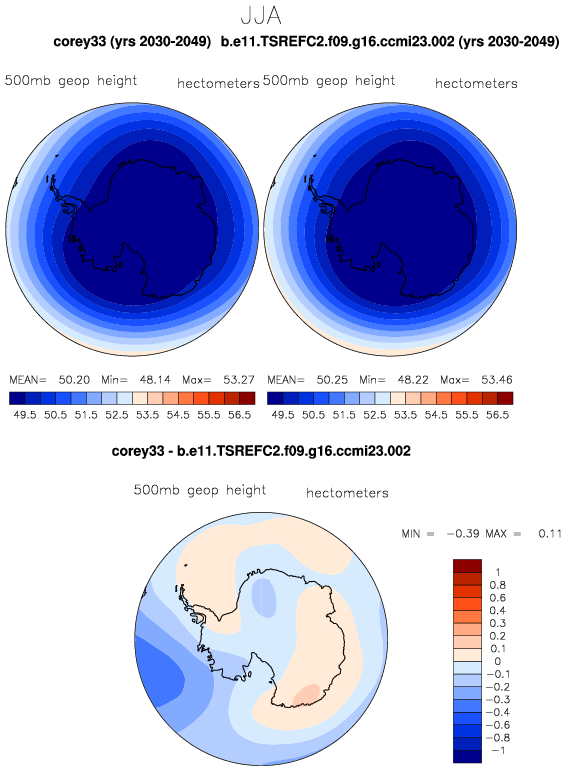 JJA
corey33 (yrs 2030-2049) b.e11.TSREFC2.f09.g16.ccmi23.002 (yrs 2030-2049)
500mb geop height hectometers 500mb geop height hectometers
MEAN= 50.20 Min= 48.14 Max= 53.27 MEAN= 50.25 Min= 48.22 Max= 53.46
49.5 50.5 51.5 52.5 53.5 54.5 55.5 56.5 49.5 50.5 51.5 52.5 53.5 54.5 55.5 56.5
corey33 - b.e11.TSREFC2.f09.g16.ccmi23.002
500mb geop height hectometers
MIN = -0.39 MAX = 0.11
1
0.8
0.6
0.4
0.3
0.2
0.1
0
-0.1
-0.2
-0.3
-0.4
-0.6
-0.8
-1